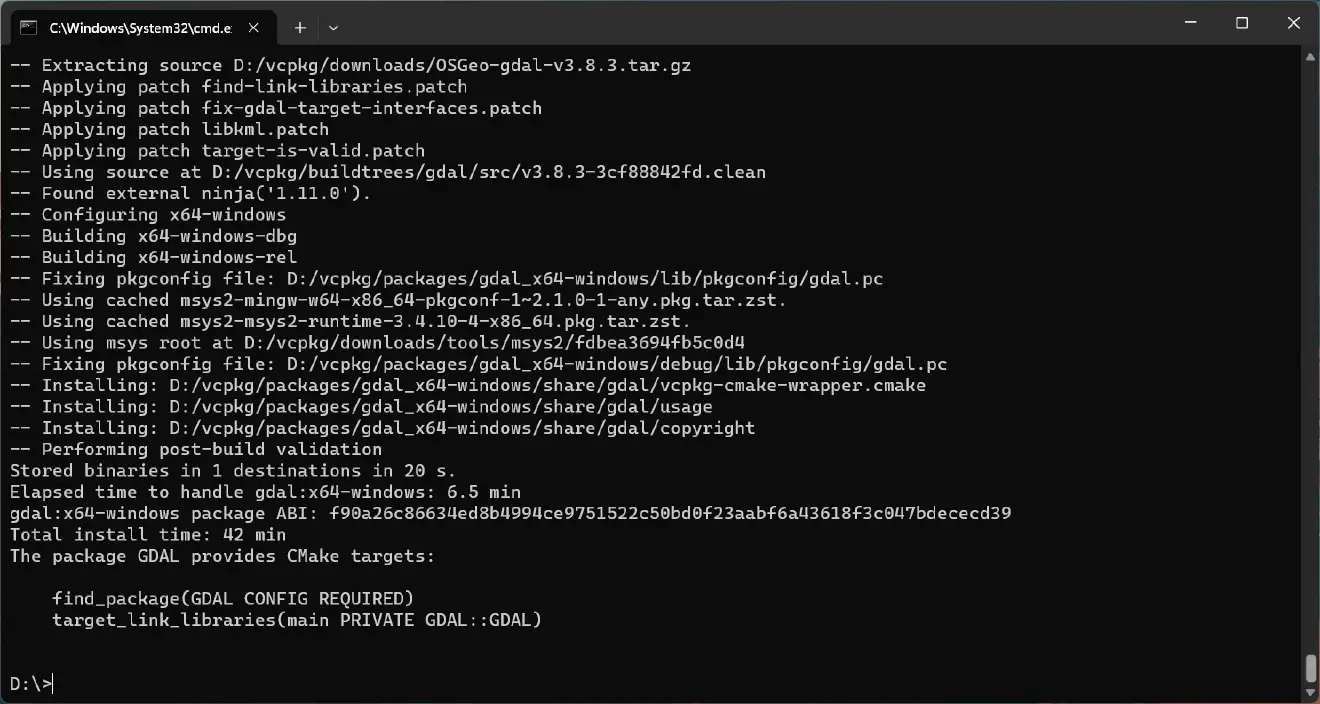 C:\Windows\System32\cmd.e
-- Extracting source D:/vcpkg/downloads/OSGeo-gdal-v3.8.3.tar.gz
-- Applying patch find-link-libraries.patch
-- Applying patch fix-gdal-target-interfaces.patch
-- Applying patch libkml.patch
-- Applying patch target-is-valid.patch
-- Using source at D:/vcpkg/buildtrees/gdal/src/v3.8.3-3cf88842fd.clean
-- Found external ninja('1.11.0').
-- Configuring x64-windows
-- Building x64-windows-dbg
-- Building x64-windows-rel
-- Fixing pkgconfig file: D:/vcpkg/packages/gdal_x64-windows/lib/pkgconfig/gdal.pc
-- Using cached msys2-mingw-w64-x86_64-pkgconf-1~2.1.0-1-any.pkg.tar.zst.
-- Using cached msys2-msys2-runtime-3.4.10-4-x86_64.pkg.tar.zst.
-- Using msys root at D:/vcpkg/downloads/tools/msys2/fdbea3694fb5c0d4
-- Fixing pkgconfig file: D:/vcpkg/packages/gdal_x64-windows/debug/lib/pkgconfig/gdal.pc
-- Installing: D:/vcpkg/packages/gdal_x64-windows/share/gdal/vcpkg-cmake-wrapper.cmake
-- Installing: D:/vcpkg/packages/gdal_x64-windows/share/gdal/usage
-- Installing: D:/vcpkg/packages/gdal_x64-windows/share/gdal/copyright
-- Performing post-build validation
Stored binaries in 1 destinations in 20 s.
Elapsed time to handle gdal:x64-windows: 6.5 min
gdal:x64-windows package ABI: f90a26c86634ed8b4994ce9751522c50bd0f23aabf6a43618f3c047bdececd39
Total install time: 42 min
The package GDAL provides CMake targets:
    find_package(GDAL CONFIG REQUIRED)
    target_link_libraries(main PRIVATE GDAL::GDAL)
D:\>